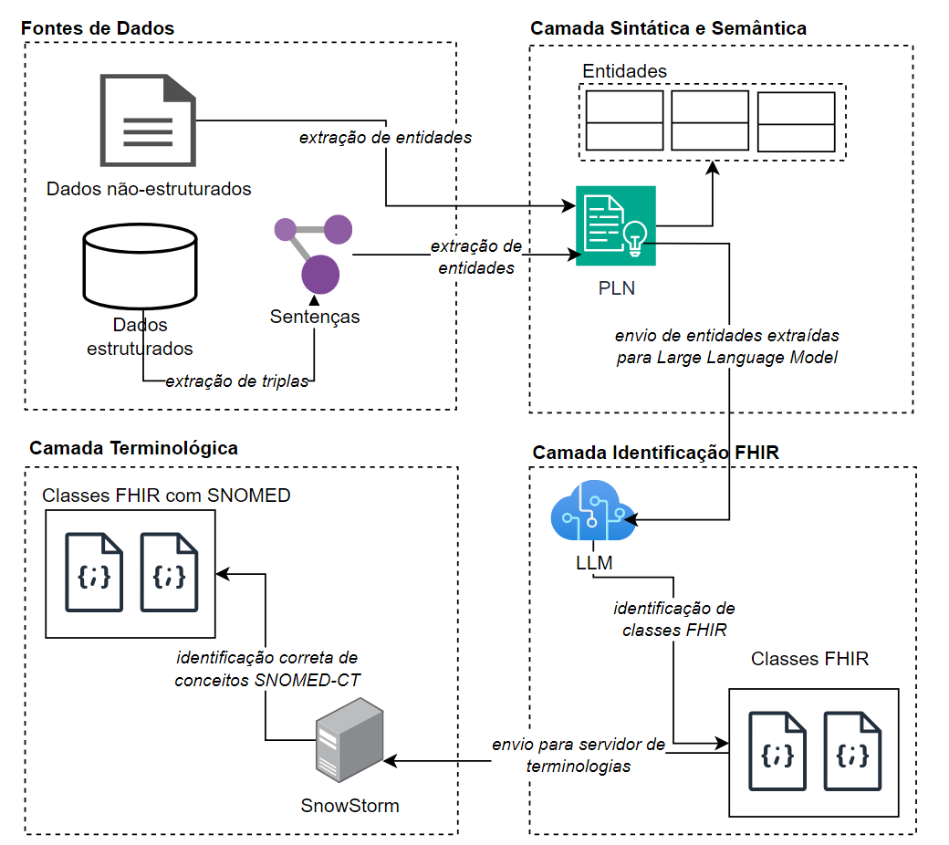 Fontes de Dados
Dados não-estruturados
extração de entidades
Dados
estruturados
Sentenças
extração de triplas
extração de
entidades
Camada Sintática e Semântica
Entidades
PLN
envio de entidades extraídas
para Large Language Model
Camada Terminológica
Classes FHIR com SNOMED
{;}
{;}
identificação correta de
conceitos SNOMED-CT
SnowStorm
Camada Identificação FHIR
LLM
identificação de
classes FHIR
Classes FHIR
{;}
{;}
envio para servidor de
terminologias